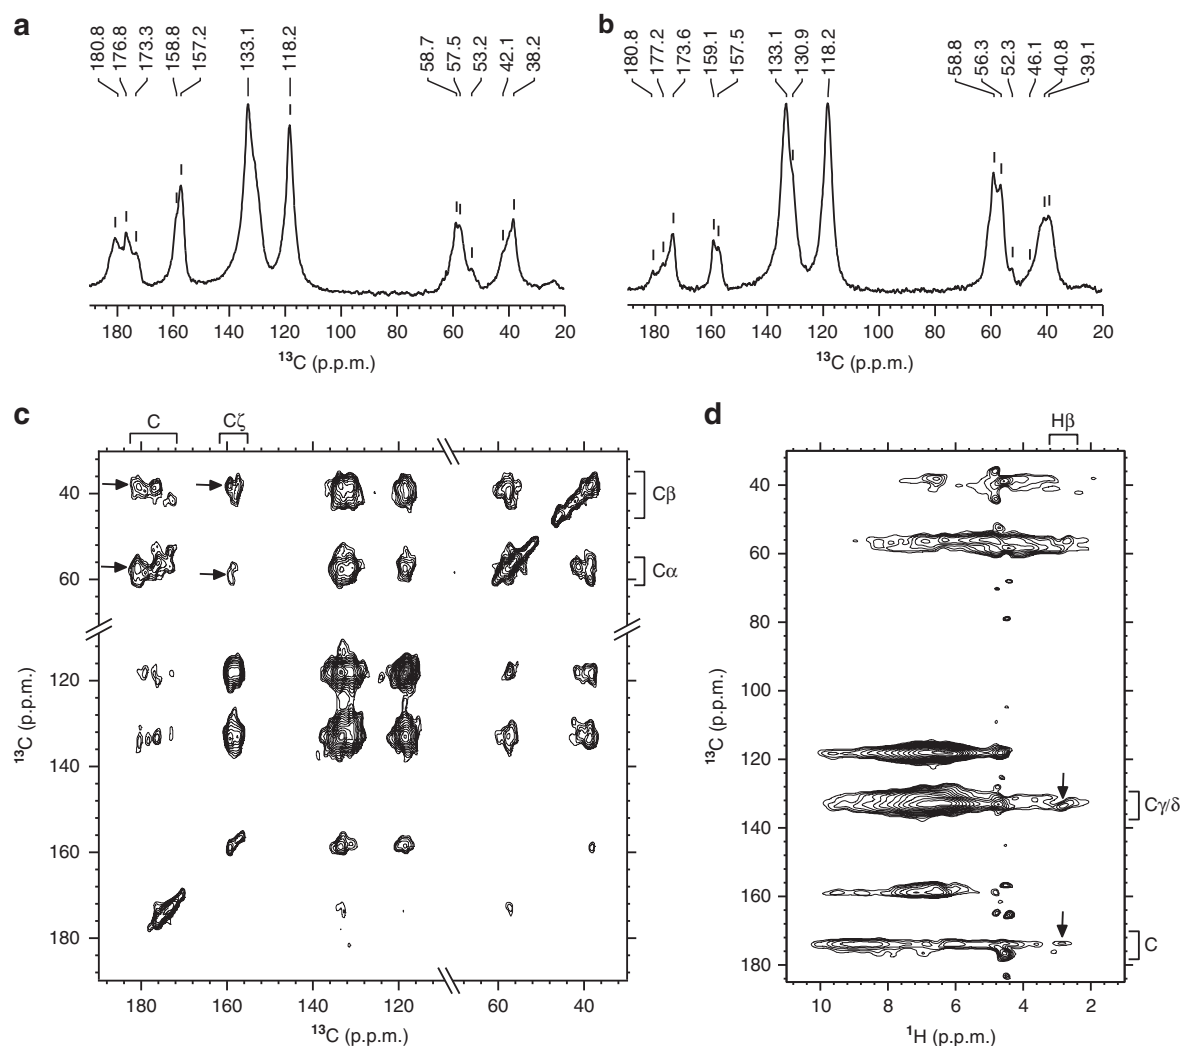 a
180.8
176.8
173.3
158.8
157.2
133.1
118.2
58.7
57.5
53.2
42.1
38.2
180 160 140 120 100 80 60 40 20
13C (p.p.m.)
b
180.8
177.2
173.6
159.1
157.5
133.1
130.9
118.2
58.8
56.3
52.3
46.1
40.8
39.1
180 160 140 120 100 80 60 40 20
13C (p.p.m.)
c
C Cζ
40
60
120
140
160
180
13C (p.p.m.)
Cβ
Cα
180 160 140 120 60 40
13C (p.p.m.)
d
Hβ
40
60
80
100
120
140
160
180
13C (p.p.m.)
Cγ/δ
C
10 8 6 4 2
1H (p.p.m.)